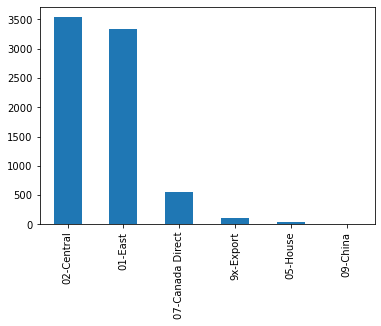 3500
3000
2500
2000
1500
1000
500
0
02-Central
01-East
07-Canada Direct
9x-Export
05-House
09-China